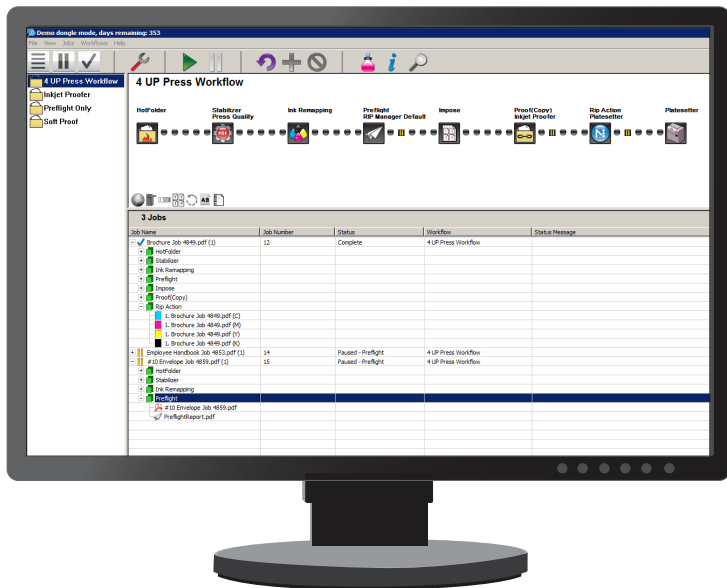 Demo dongle mode, days remaining: 353
File View Jobs Workflows Help
4 UP Press Workflow
Inkjet Proofer
Preflight Only
Soft Proof
4 UP Press Workflow
HotFolder Stabilizer Ink Remapping Preflight Impose Proof(Copy) Rip Action Platesetter
Press Quality RIP Manager Default Inkjet Proofer Platesetter
PDF
N
AB
3 Jobs
Job Name Job Number Status Workflow Status Message
Brochure Job 4849.pdf (1) 12 Complete 4 UP Press Workflow
HotFolder
Stabilizer
Ink Remapping
Preflight
Impose
Proof(Copy)
Rip Action
1. Brochure Job 4849.pdf (C)
1. Brochure Job 4849.pdf (M)
1. Brochure Job 4849.pdf (Y)
1. Brochure Job 4849.pdf (K)
Employee Handbook Job 4853.pdf (1) 14 Paused - Preflight 4 UP Press Workflow
#10 Envelope Job 4859.pdf (1) 15 Paused - Preflight 4 UP Press Workflow
HotFolder
Stabilizer
Ink Remapping
Preflight
#10 Envelope Job 4859.pdf
PreflightReport.pdf